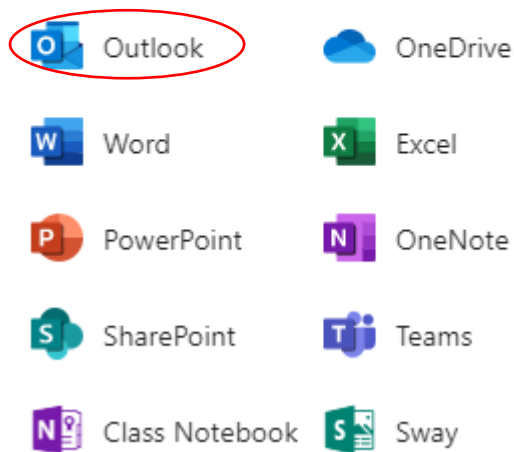 O Outlook OneDrive
W Word X Excel
P PowerPoint N OneNote
S SharePoint T Teams
N Class Notebook S Sway